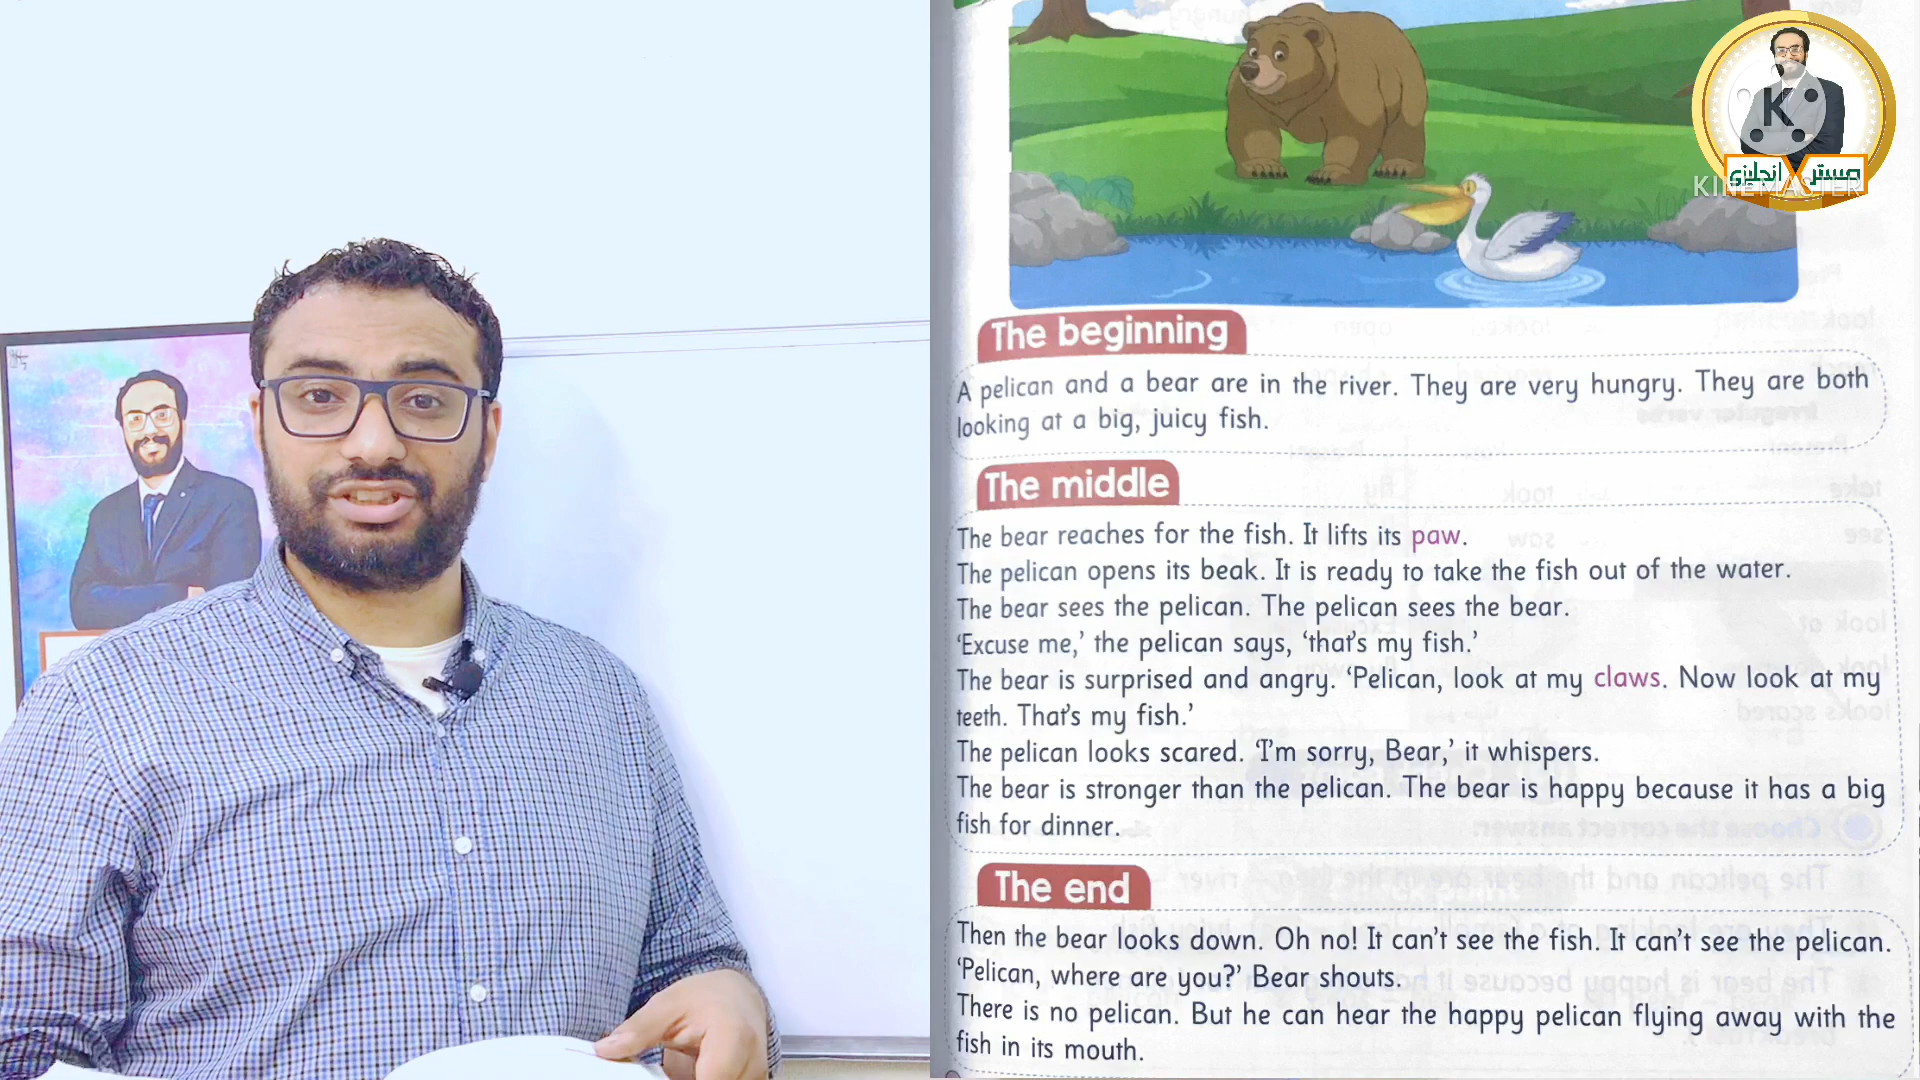 The beginning
A pelican and a bear are in the river. They are very hungry. They are both
looking at a big, juicy fish.
The middle
The bear reaches for the fish. It lifts its paw.
The pelican opens its beak. It is ready to take the fish out of the water.
The bear sees the pelican. The pelican sees the bear.
‘Excuse me,’ the pelican says, ‘that’s my fish.’
The bear is surprised and angry. ‘Pelican, look at my claws. Now look at my
teeth. That’s my fish.’
The pelican looks scared. ‘I’m sorry, Bear,’ it whispers.
The bear is stronger than the pelican. The bear is happy because it has a big
fish for dinner.
The end
Then the bear looks down. Oh no! It can’t see the fish. It can’t see the pelican.
‘Pelican, where are you?’ Bear shouts.
There is no pelican. But he can hear the happy pelican flying away with the
fish in its mouth.
K
مستر X انجليزي
KINEMASTER